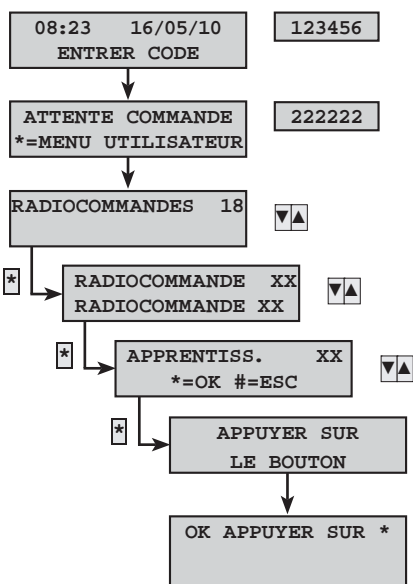 08:23 16/05/10 123456
ENTRER CODE
ATTENTE COMMANDE 222222
*=MENU UTILISATEUR
RADIOCOMMANDES 18
▼▲
*
RADIOCOMMANDE XX
RADIOCOMMANDE XX
▼▲
*
APPRENTISS. XX
*=OK #=ESC
▼▲
*
APPUYER SUR
LE BOUTON
OK APPUYER SUR *